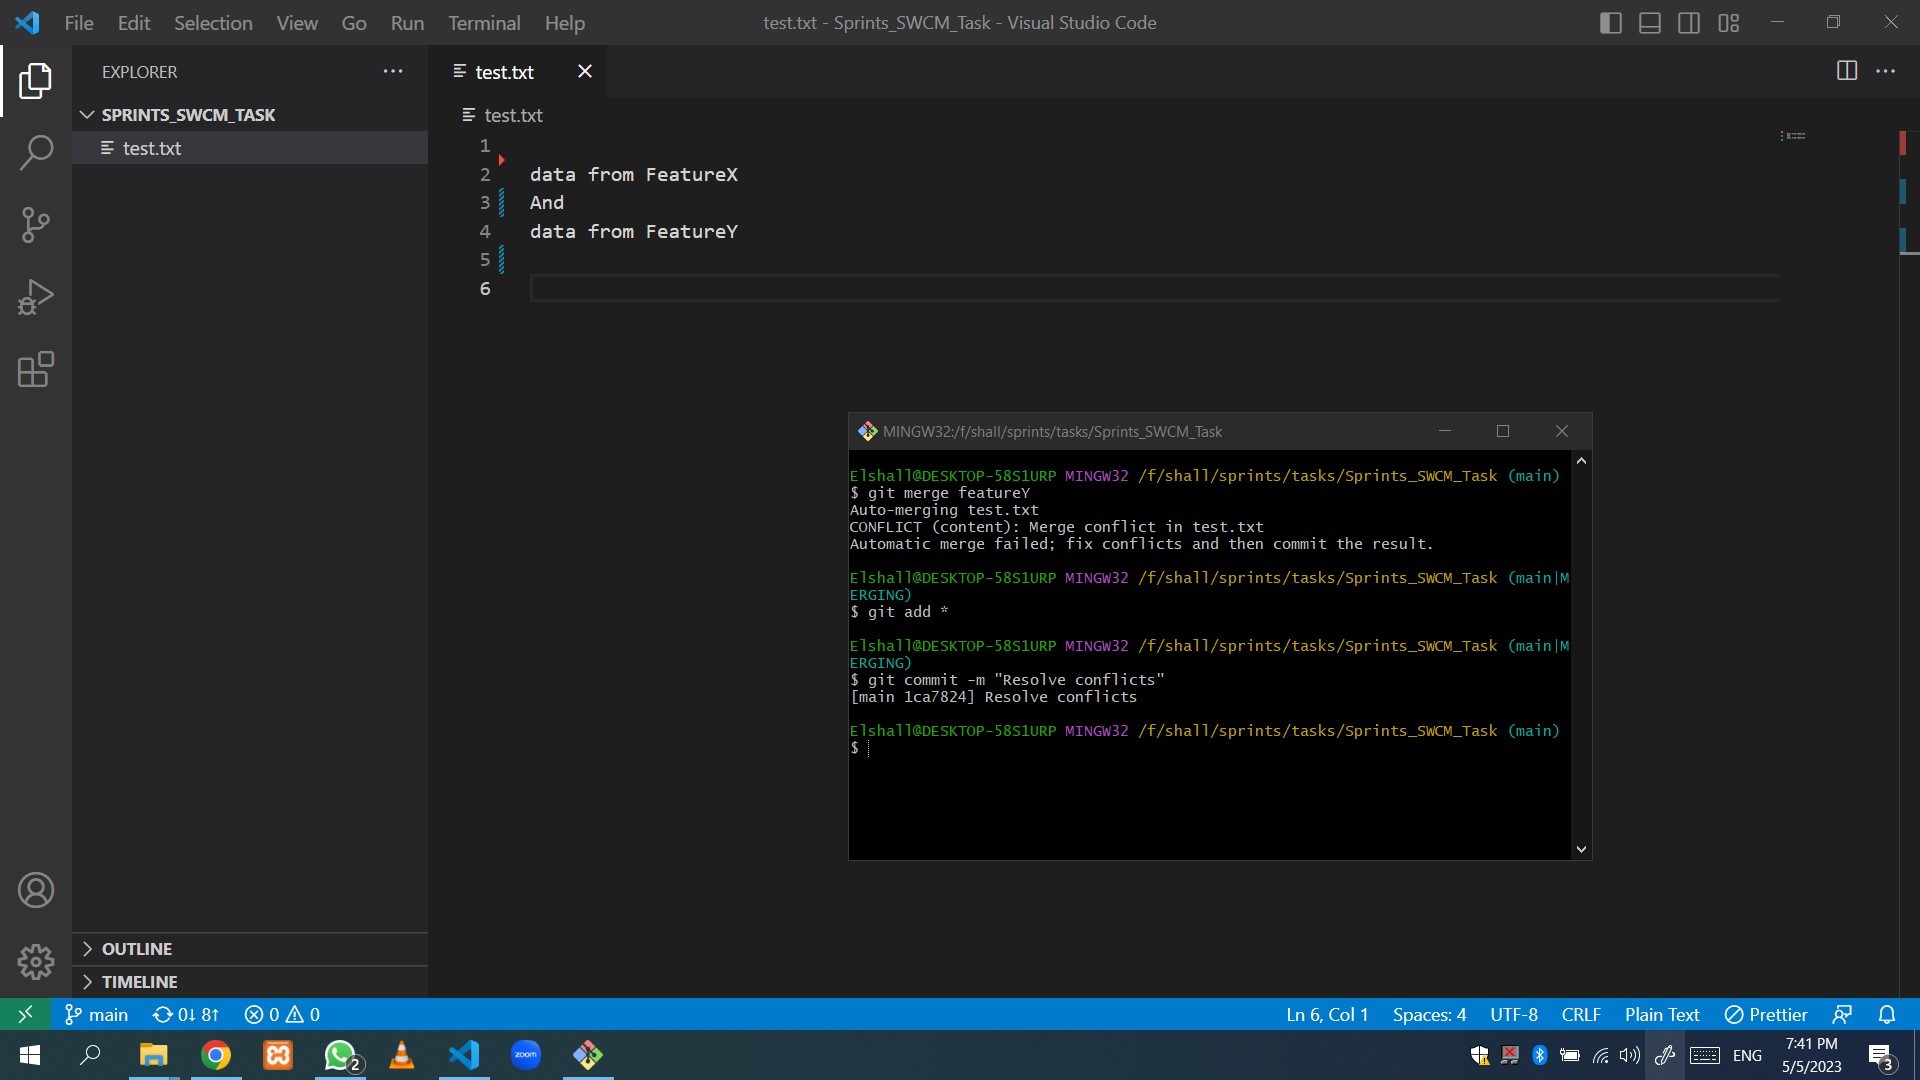 File Edit Selection View Go Run Terminal Help
test.txt - Sprints_SWCM_Task - Visual Studio Code
EXPLORER
SPRINTS_SWCM_TASK
test.txt
test.txt
test.txt
1
2 data from FeatureX
3 And
4 data from FeatureY
5
6
MINGW32:/f/shall/sprints/tasks/Sprints_SWCM_Task
Elshall@DESKTOP-58S1URP MINGW32 /f/shall/sprints/tasks/Sprints_SWCM_Task (main)
$ git merge featureY
Auto-merging test.txt
CONFLICT (content): Merge conflict in test.txt
Automatic merge failed; fix conflicts and then commit the result.
Elshall@DESKTOP-58S1URP MINGW32 /f/shall/sprints/tasks/Sprints_SWCM_Task (main|M
ERGING)
$ git add *
Elshall@DESKTOP-58S1URP MINGW32 /f/shall/sprints/tasks/Sprints_SWCM_Task (main|M
ERGING)
$ git commit -m "Resolve conflicts"
[main 1ca7824] Resolve conflicts
Elshall@DESKTOP-58S1URP MINGW32 /f/shall/sprints/tasks/Sprints_SWCM_Task (main)
$
OUTLINE
TIMELINE
main 0↓ 8↑ 0 0
Ln 6, Col 1 Spaces: 4 UTF-8 CRLF Plain Text Prettier
2
zoom
ENG
7:41 PM
5/5/2023
3